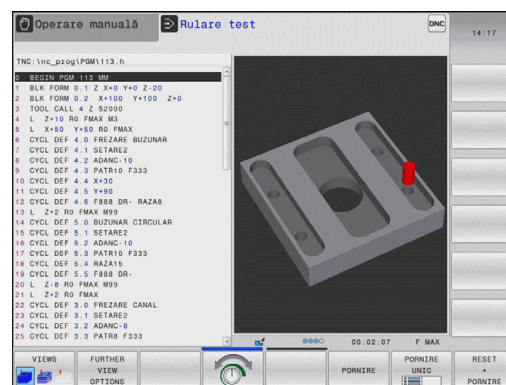 Operare manuală
Rulare test
DNC
14:17
TNC:\nc_prog\PGM\113.h
0 BEGIN PGM 113 MM
1 BLK FORM 0.1 Z X+0 Y+0 Z-20
2 BLK FORM 0.2 X+100 Y+100 Z+0
3 TOOL CALL 4 Z S2000
4 L Z+10 R0 FMAX M3
5 L X+50 Y+50 R0 FMAX
6 CYCL DEF 4.0 FREZARE BUZUNAR
7 CYCL DEF 4.1 SETARE2
8 CYCL DEF 4.2 ADANC-10
9 CYCL DEF 4.3 PATR10 F333
10 CYCL DEF 4.4 X+30
11 CYCL DEF 4.5 Y+90
12 CYCL DEF 4.6 F888 DR- RAZA8
13 L Z+2 R0 FMAX M99
14 CYCL DEF 5.0 BUZUNAR CIRCULAR
15 CYCL DEF 5.1 SETARE2
16 CYCL DEF 5.2 ADANC-10
17 CYCL DEF 5.3 PATR10 F333
18 CYCL DEF 5.4 RAZA15
19 CYCL DEF 5.5 F888 DR-
20 L Z-8 R0 FMAX M99
21 L Z+2 R0 FMAX
22 CYCL DEF 3.0 FREZARE CANAL
23 CYCL DEF 3.1 SETARE2
24 CYCL DEF 3.2 ADANC-8
25 CYCL DEF 3.3 PATR8 F333
00:02:07 F MAX
VIEWS
FURTHER
VIEW
OPTIONS
PORNIRE
PORNIRE
UNIC
RESET
+
PORNIRE